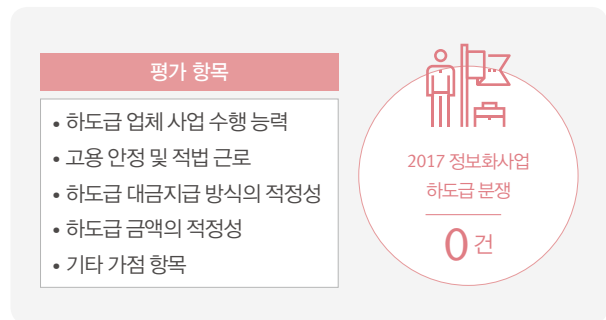 평가 항목
• 하도급 업체 사업 수행 능력
• 고용 안정 및 적법 근로
• 하도급 대금지급 방식의 적정성
• 하도급 금액의 적정성
• 기타 가점 항목
2017 정보화사업
하도급 분쟁
0건